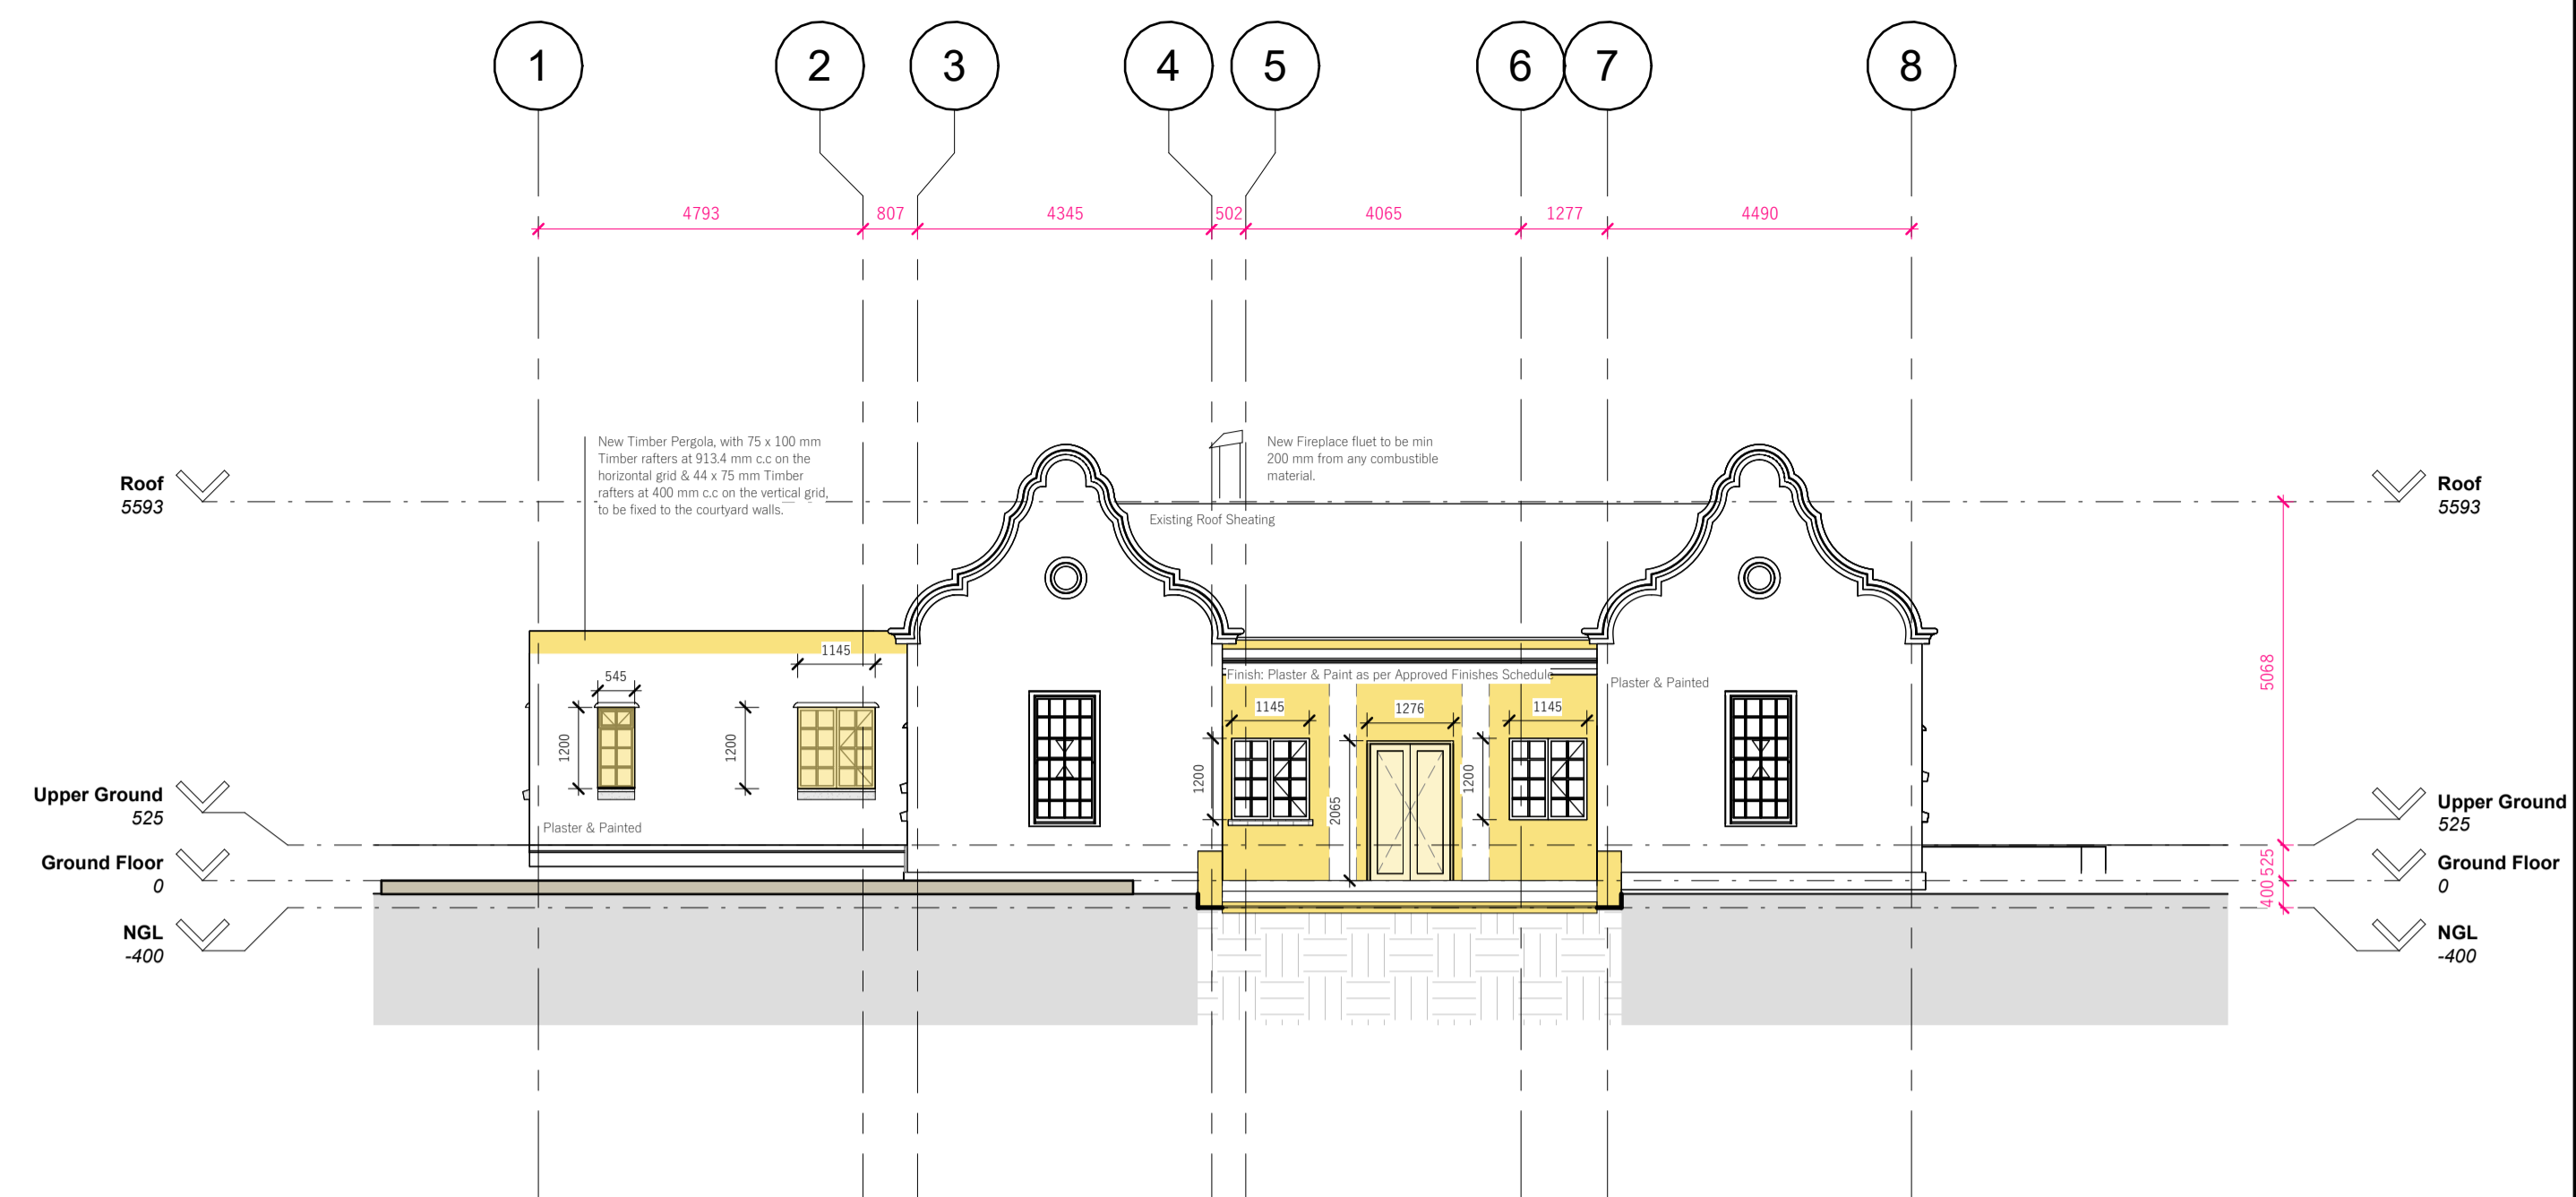 1 2 3 4 5 6 7 8
4793 807 4345 502 4065 1277 4490
New Timber Pergola, with 75 x 100 mm
Timber rafters at 913.4 mm c.c on the
horizontal grid & 44 x 75 mm Timber
rafters at 400 mm c.c on the vertical grid,
to be fixed to the courtyard walls.
New Fireplace fluet to be min
200 mm from any combustible
material.
Roof
5593
Roof
5593
Existing Roof Sheating
1145
545
1200
1200
Plaster & Painted
Finish: Plaster & Paint as per Approved Finishes Schedule
1145
1276
1145
1200
2065
1200
Plaster & Painted
5068
525
400
Upper Ground
525
Ground Floor
0
NGL
-400
Upper Ground
525
Ground Floor
0
NGL
-400